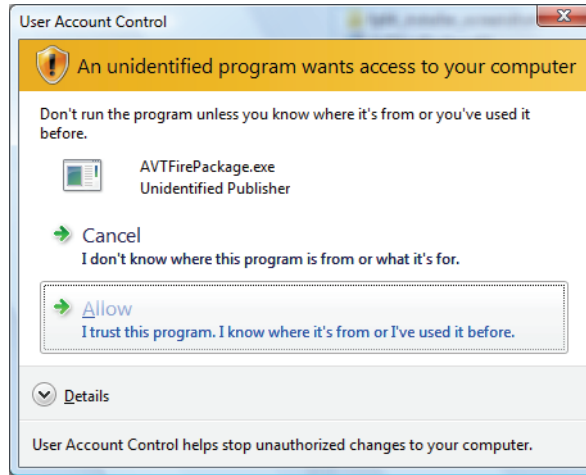 User Account Control
An unidentified program wants access to your computer
Don't run the program unless you know where it's from or you've used it
before.
AVTFirePackage.exe
Unidentified Publisher
Cancel
I don't know where this program is from or what it's for.
Allow
I trust this program. I know where it's from or I've used it before.
Details
User Account Control helps stop unauthorized changes to your computer.